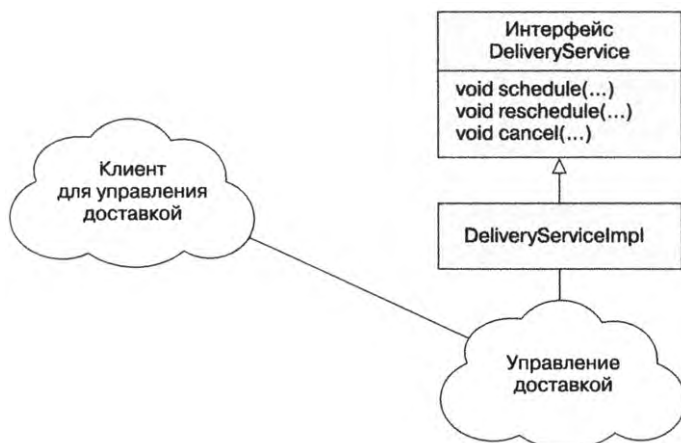 Интерфейс
DeliveryService
void schedule(...)
void reschedule(...)
void cancel(...)
Клиент
для управления
доставкой
DeliveryServiceImpl
Управление
доставкой